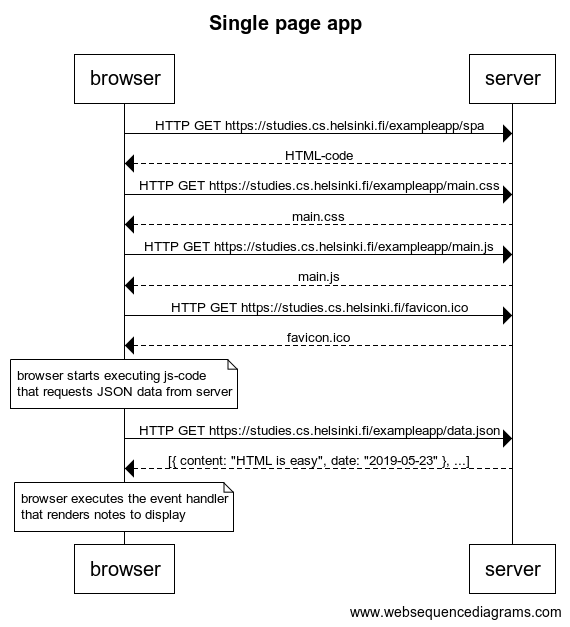 Single page app
browser
server
HTTP GET https://studies.cs.helsinki.fi/exampleapp/spa
HTML-code
HTTP GET https://studies.cs.helsinki.fi/exampleapp/main.css
main.css
HTTP GET https://studies.cs.helsinki.fi/exampleapp/main.js
main.js
HTTP GET https://studies.cs.helsinki.fi/favicon.ico
favicon.ico
browser starts executing js-code
that requests JSON data from server
HTTP GET https://studies.cs.helsinki.fi/exampleapp/data.json
[{ content: "HTML is easy", date: "2019-05-23" }, ...]
browser executes the event handler
that renders notes to display
browser
server
www.websequencediagrams.com